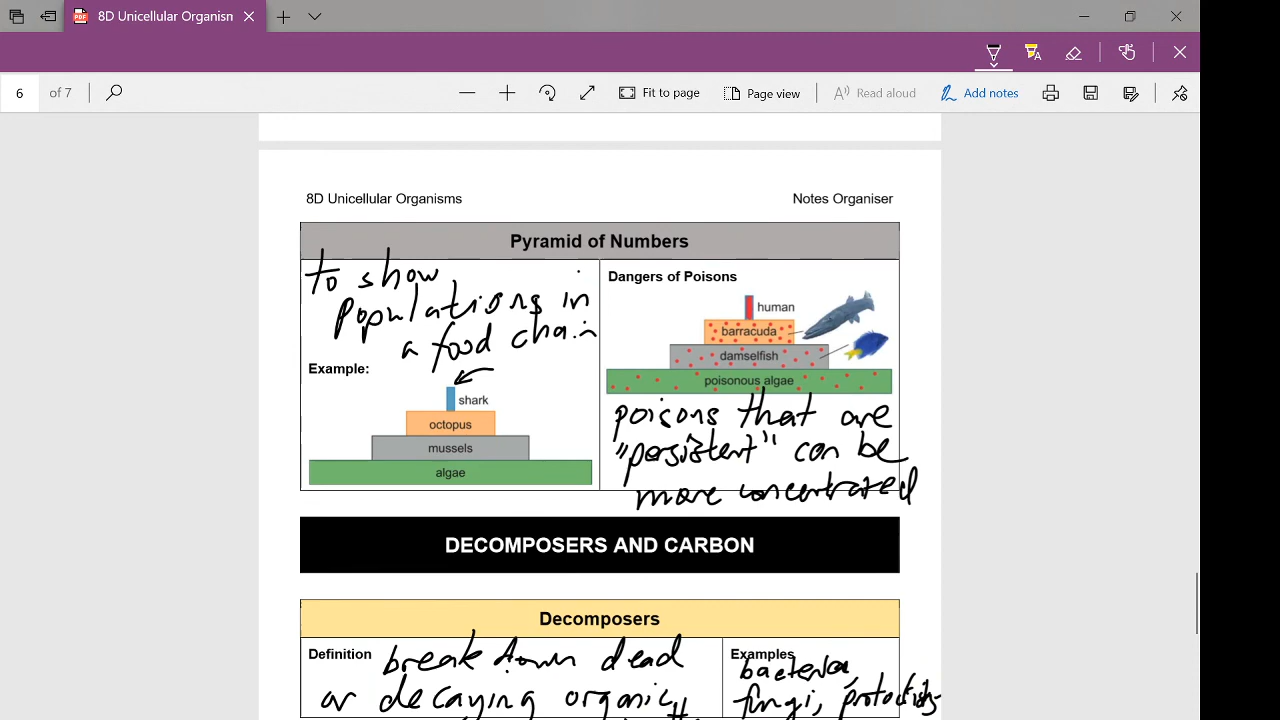 8D Unicellular Organisn
6 of 7
Fit to page
Page view
Read aloud
Add notes
8D Unicellular Organisms
Notes Organiser
Pyramid of Numbers
to show
populations in
a food chain
Example:
shark
octopus
mussels
algae
Dangers of Poisons
human
barracuda
damselfish
poisonous algae
poisons that are
"persistent" can be
more concentrated
DECOMPOSERS AND CARBON
Decomposers
Definition break down dead
or decaying organic
Examples
bacteria,
fungi, protoctists